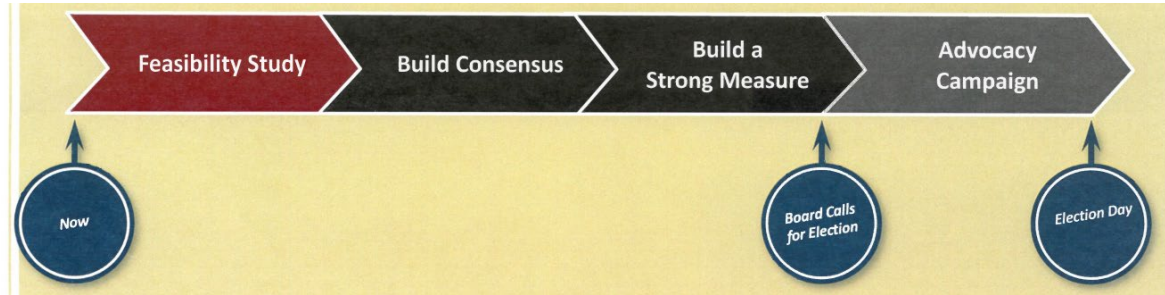 Feasibility Study
Build Consensus
Build a
Strong Measure
Advocacy
Campaign
Now
Board Calls
for Election
Election Day